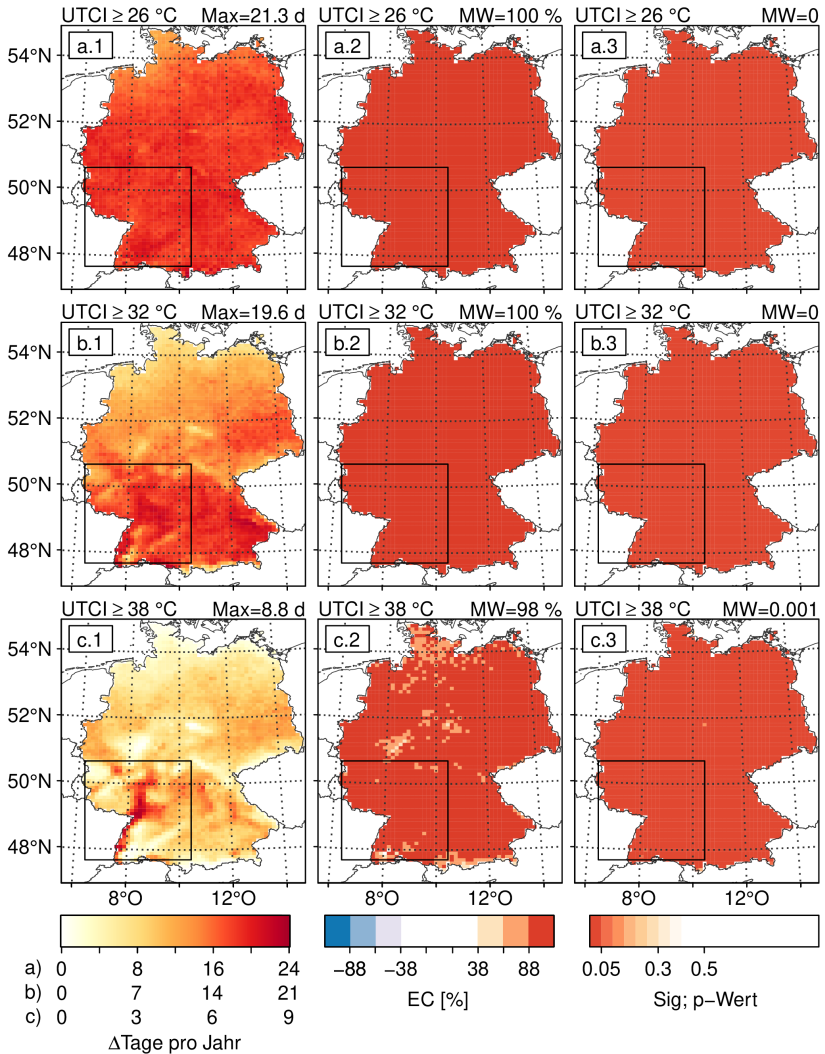 UTCI ≥ 26 °C Max=21.3 d UTCI ≥ 26 °C MW=100 % UTCI ≥ 26 °C MW=0
54°N a.1 a.2 a.3
52°N
50°N
48°N
UTCI ≥ 32 °C Max=19.6 d UTCI ≥ 32 °C MW=100 % UTCI ≥ 32 °C MW=0
54°N b.1 b.2 b.3
52°N
50°N
48°N
UTCI ≥ 38 °C Max=8.8 d UTCI ≥ 38 °C MW=98 % UTCI ≥ 38 °C MW=0.001
54°N c.1 c.2 c.3
52°N
50°N
48°N
8°O 12°O 8°O 12°O 8°O 12°O
a) 0 8 16 24 −88 −38 38 88 0.05 0.3 0.5
b) 0 7 14 21 EC [%] Sig; p−Wert
c) 0 3 6 9
ΔTage pro Jahr